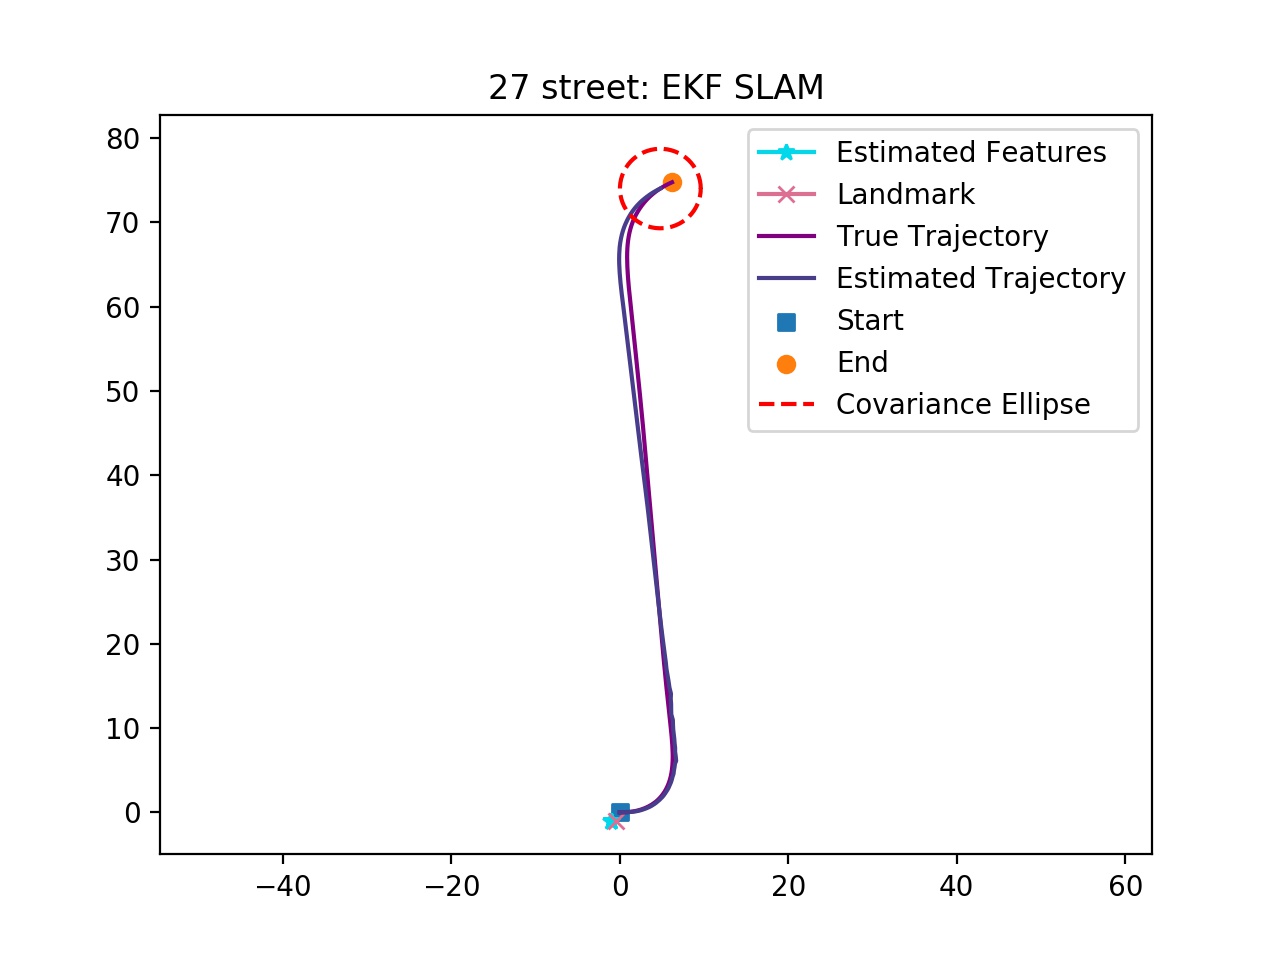 27 street: EKF SLAM
80
70
60
50
40
30
20
10
0
−40
−20
0
20
40
60
Estimated Features
Landmark
True Trajectory
Estimated Trajectory
Start
End
Covariance Ellipse